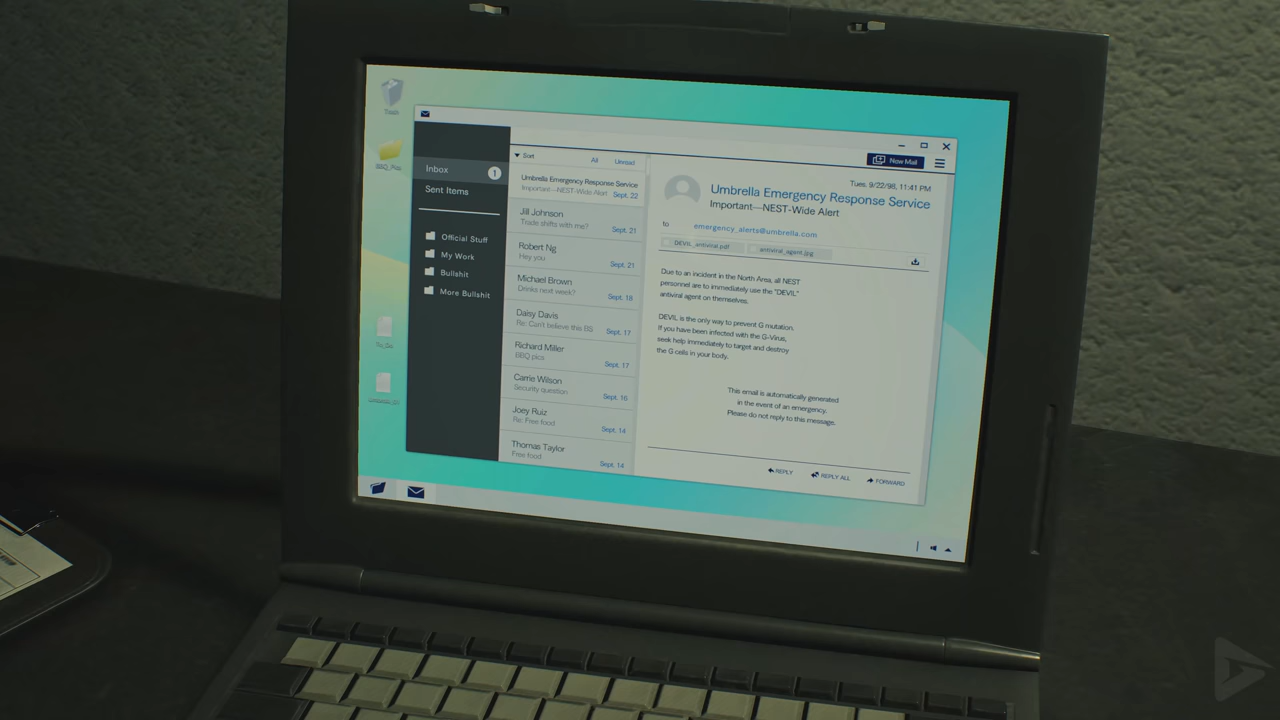 Trash
BBQ_Pics
Inbox
1
Sent Items
Official Stuff
My Work
Bullshit
More Bullshit
Sort
All
Unread
Umbrella Emergency Response Service
Important—NEST-Wide Alert
Sept. 22
Jill Johnson
Trade shifts with me?
Sept. 21
Robert Ng
Hey you
Sept. 21
Michael Brown
Drinks next week?
Sept. 18
Daisy Davis
Re: Can't believe this BS
Sept. 17
Richard Miller
BBQ pics
Sept. 17
Carrie Wilson
Security question
Sept. 16
Joey Ruiz
Re: Free food
Sept. 14
Thomas Taylor
Free food
Sept. 14
New Mail
Tues. 9/22/98, 11:41 PM
Umbrella Emergency Response Service
Important—NEST-Wide Alert
to
emergency_alerts@umbrella.com
DEVIL_antiviral.pdf
antiviral_agent.jpg
Due to an incident in the North Area, all NEST
personnel are to immediately use the "DEVIL"
antiviral agent on themselves.
DEVIL is the only way to prevent G mutation.
If you have been infected with the G-Virus,
seek help immediately to target and destroy
the G cells in your body.
This email is automatically generated
in the event of an emergency.
Please do not reply to this message.
REPLY
REPLY ALL
FORWARD